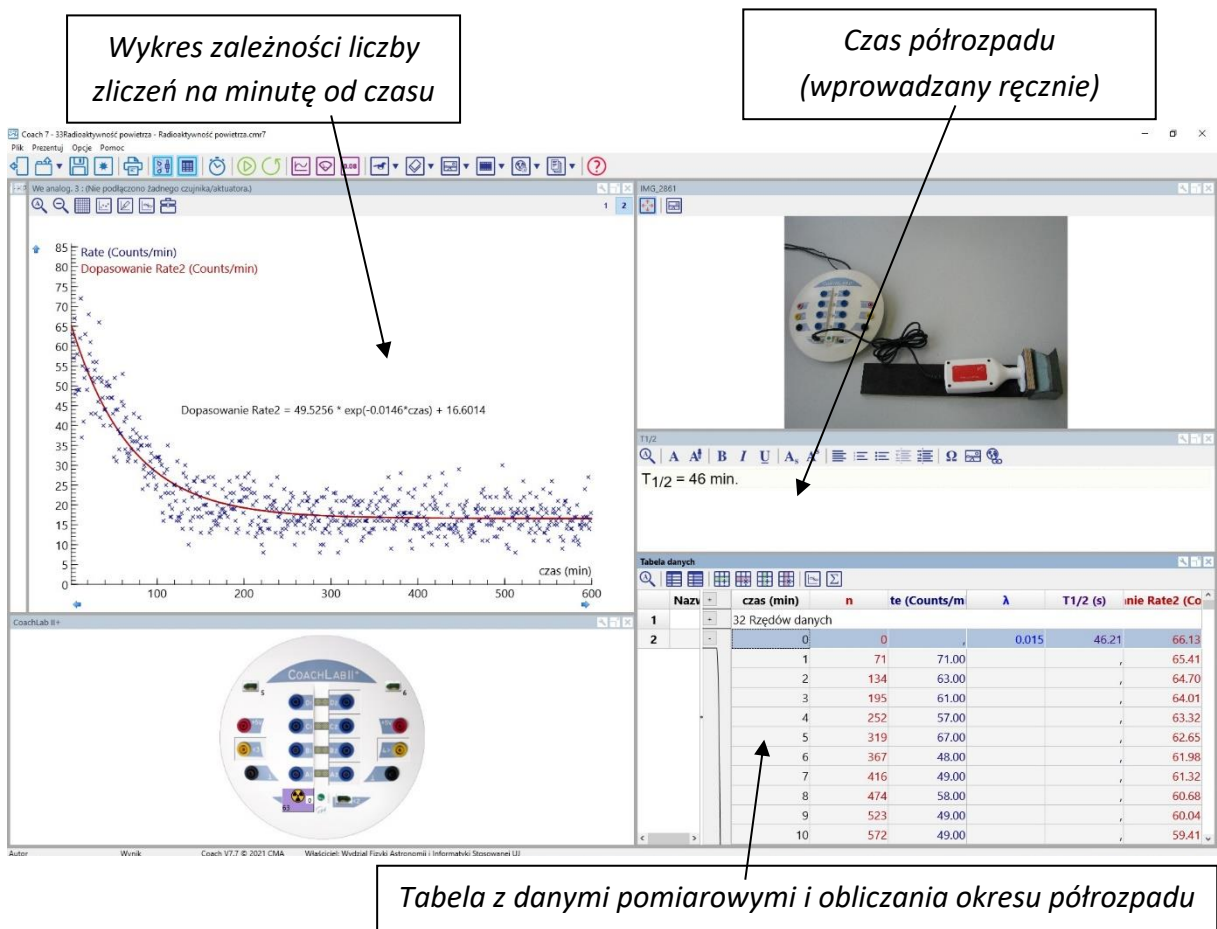 Wykres zależności liczby
zliczeń na minutę od czasu
Czas półrozpadu
(wprowadzany ręcznie)
Coach 7 - 33Radioaktywność powietrza - Radioaktywność powietrza.cmr7
Plik Prezentuj Opcje Pomoc
We analog. 3 : (Nie podłączono żadnego czujnika/aktuatora.)
1 2
85 Rate (Counts/min)
80 Dopasowanie Rate2 (Counts/min)
75
70
65
60
55
50
45
40
35
30
25
20
15
10
5
0
Dopasowanie Rate2 = 49.5256 * exp(-0.0146*czas) + 16.6014
czas (min)
100 200 300 400 500 600
IMG_2861
T1/2
T1/2 = 46 min.
Tabela danych
Nazw czas (min) n te (Counts/m λ T1/2 (s) nie Rate2 (Co
1 32 Rzędów danych
2 0 0 , 0.015 46.21 66.13
1 71 71.00 , 65.41
2 134 63.00 , 64.70
3 195 61.00 , 64.01
4 252 57.00 , 63.32
5 319 67.00 , 62.65
6 367 48.00 , 61.98
7 416 49.00 , 61.32
8 474 58.00 , 60.68
9 523 49.00 , 60.04
10 572 49.00 , 59.41
CoachLab II+
COACHLABII+
5 6
63 0
Autor Wynik Coach V7.7 © 2021 CMA Właściciel: Wydział Fizyki Astronomii i Informatyki Stosowanej UJ
Tabela z danymi pomiarowymi i obliczania okresu półrozpadu